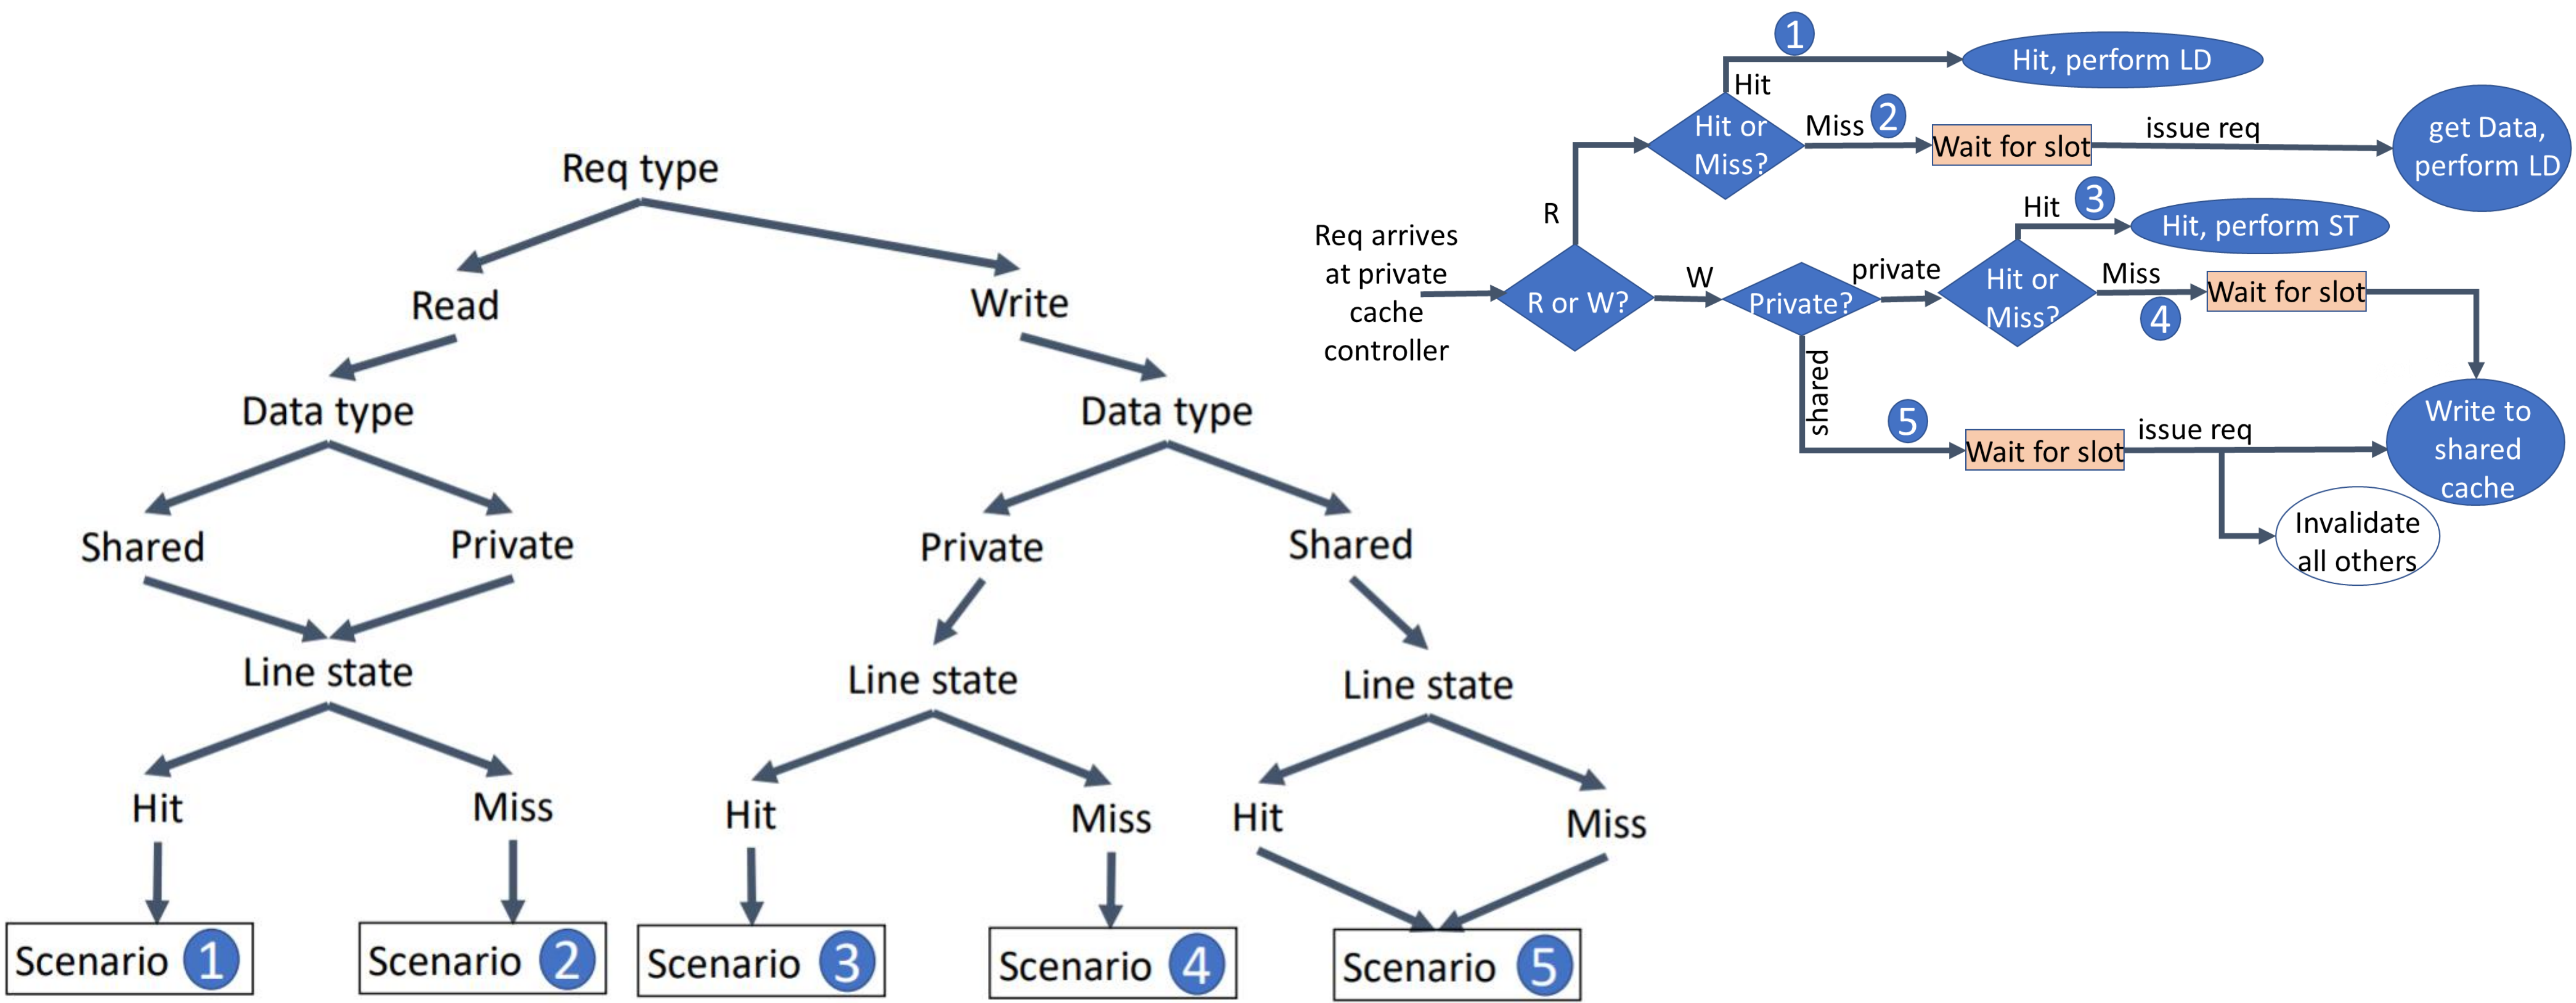 Req type
Read
Write
Data type
Data type
Shared
Private
Private
Shared
Line state
Line state
Line state
Hit
Miss
Hit
Miss
Hit
Miss
Scenario 1
Scenario 2
Scenario 3
Scenario 4
Scenario 5
Req arrives
at private
cache
controller
R or W?
R
Hit or
Miss?
Hit
1
Hit, perform LD
Miss 2
Wait for slot
issue req
get Data,
perform LD
W
Private?
private
Hit or
Miss?
Hit 3
Hit, perform ST
Miss
4
Wait for slot
shared
5
Wait for slot
issue req
Write to
shared
cache
Invalidate
all others